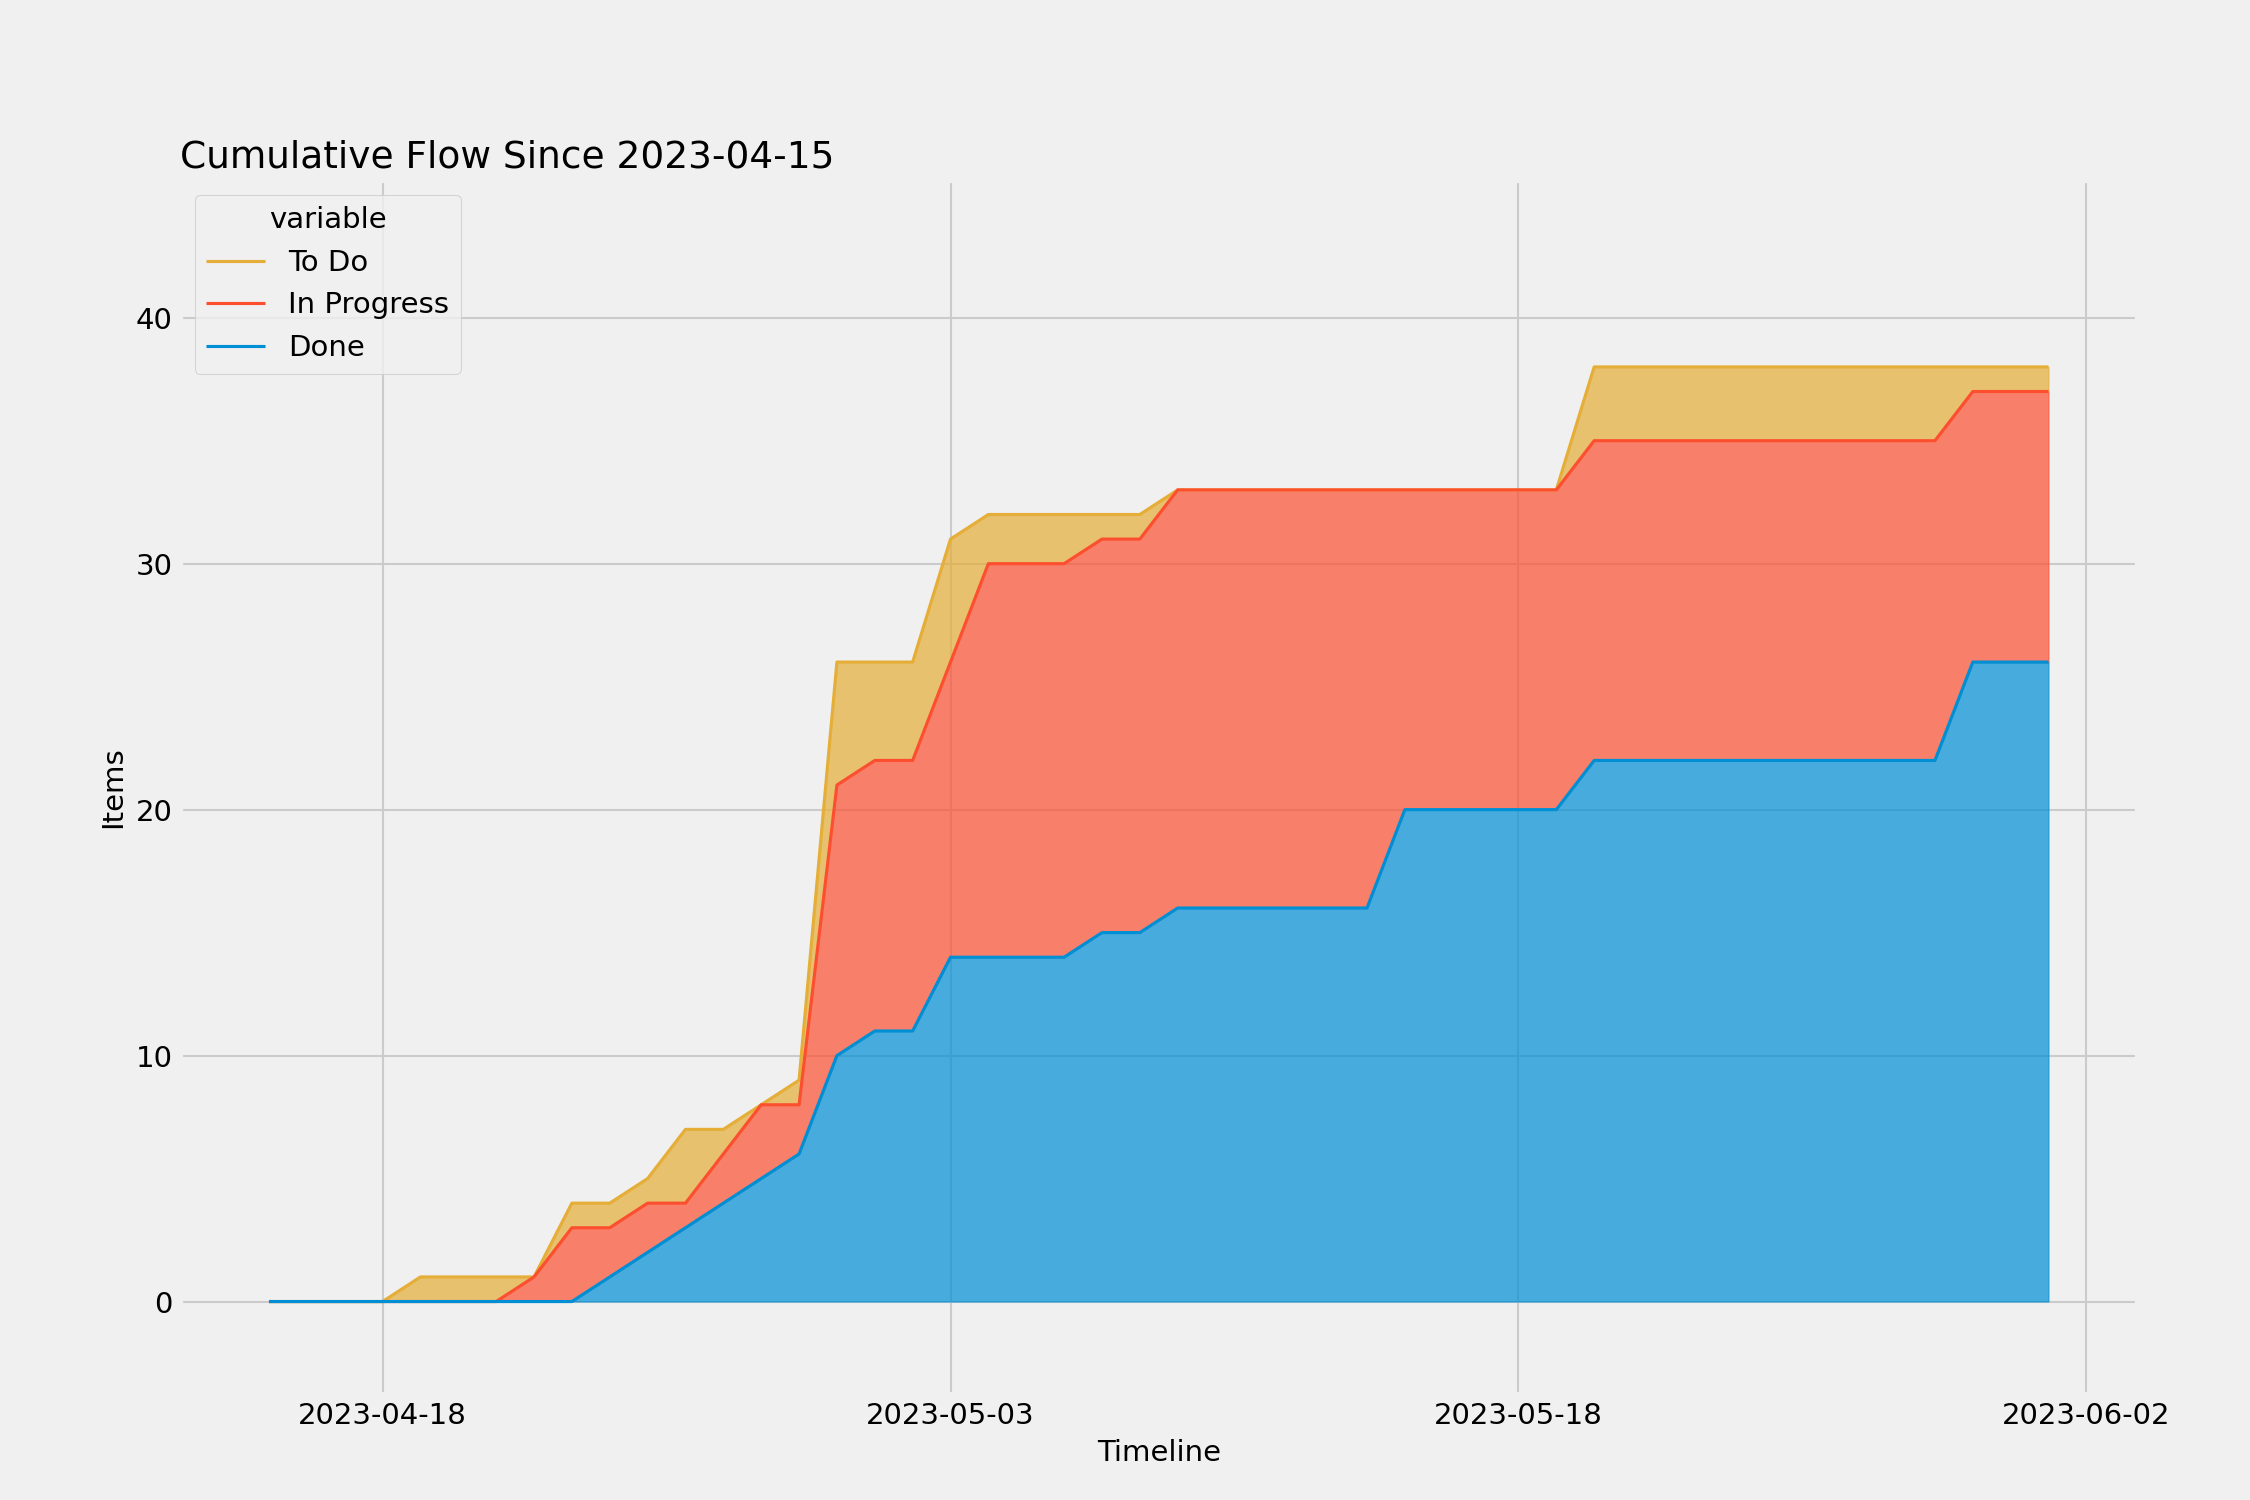 Cumulative Flow Since 2023-04-15
variable
To Do
In Progress
Done
40
30
20
10
0
Items
2023-04-18
2023-05-03
2023-05-18
2023-06-02
Timeline